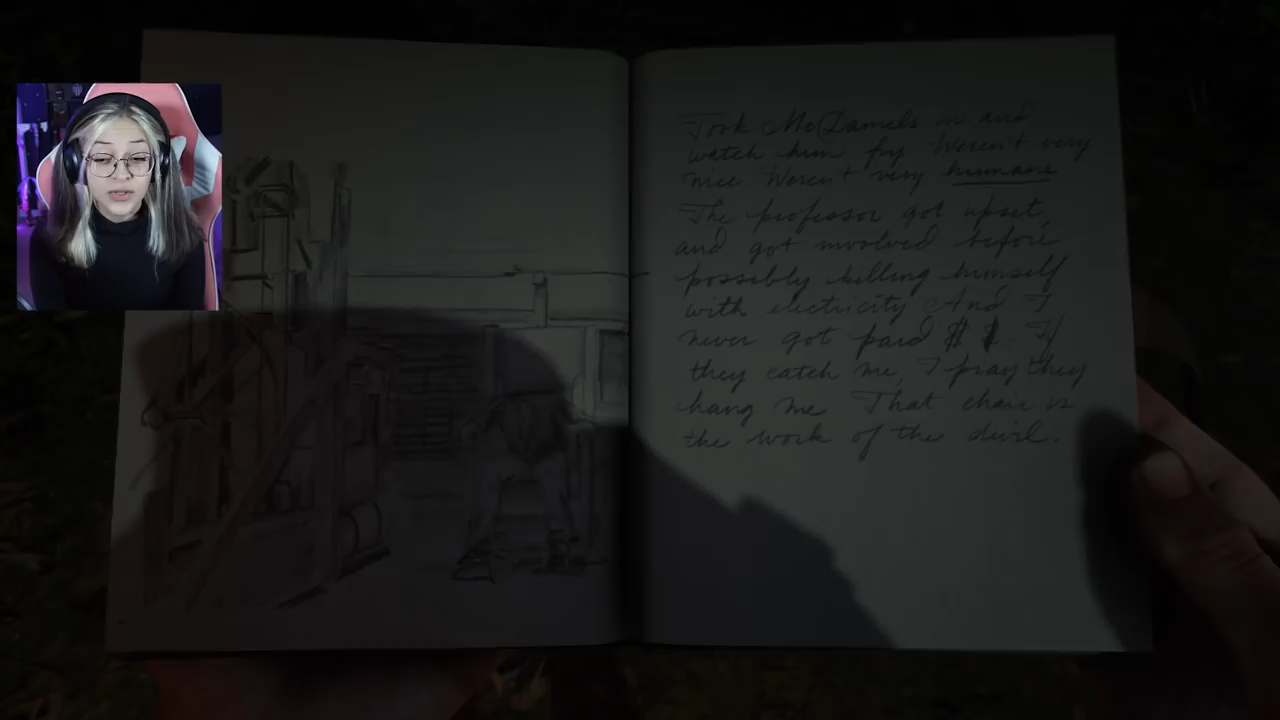 Took McDaniels in and
watch him fry Weren't very
nice Weren't very humane
The professor got upset,
and got involved before
possibly killing himself
with electricity And I
never got paid $ $. If
they catch me, I pray they
hang me That chair is
the work of the devil.